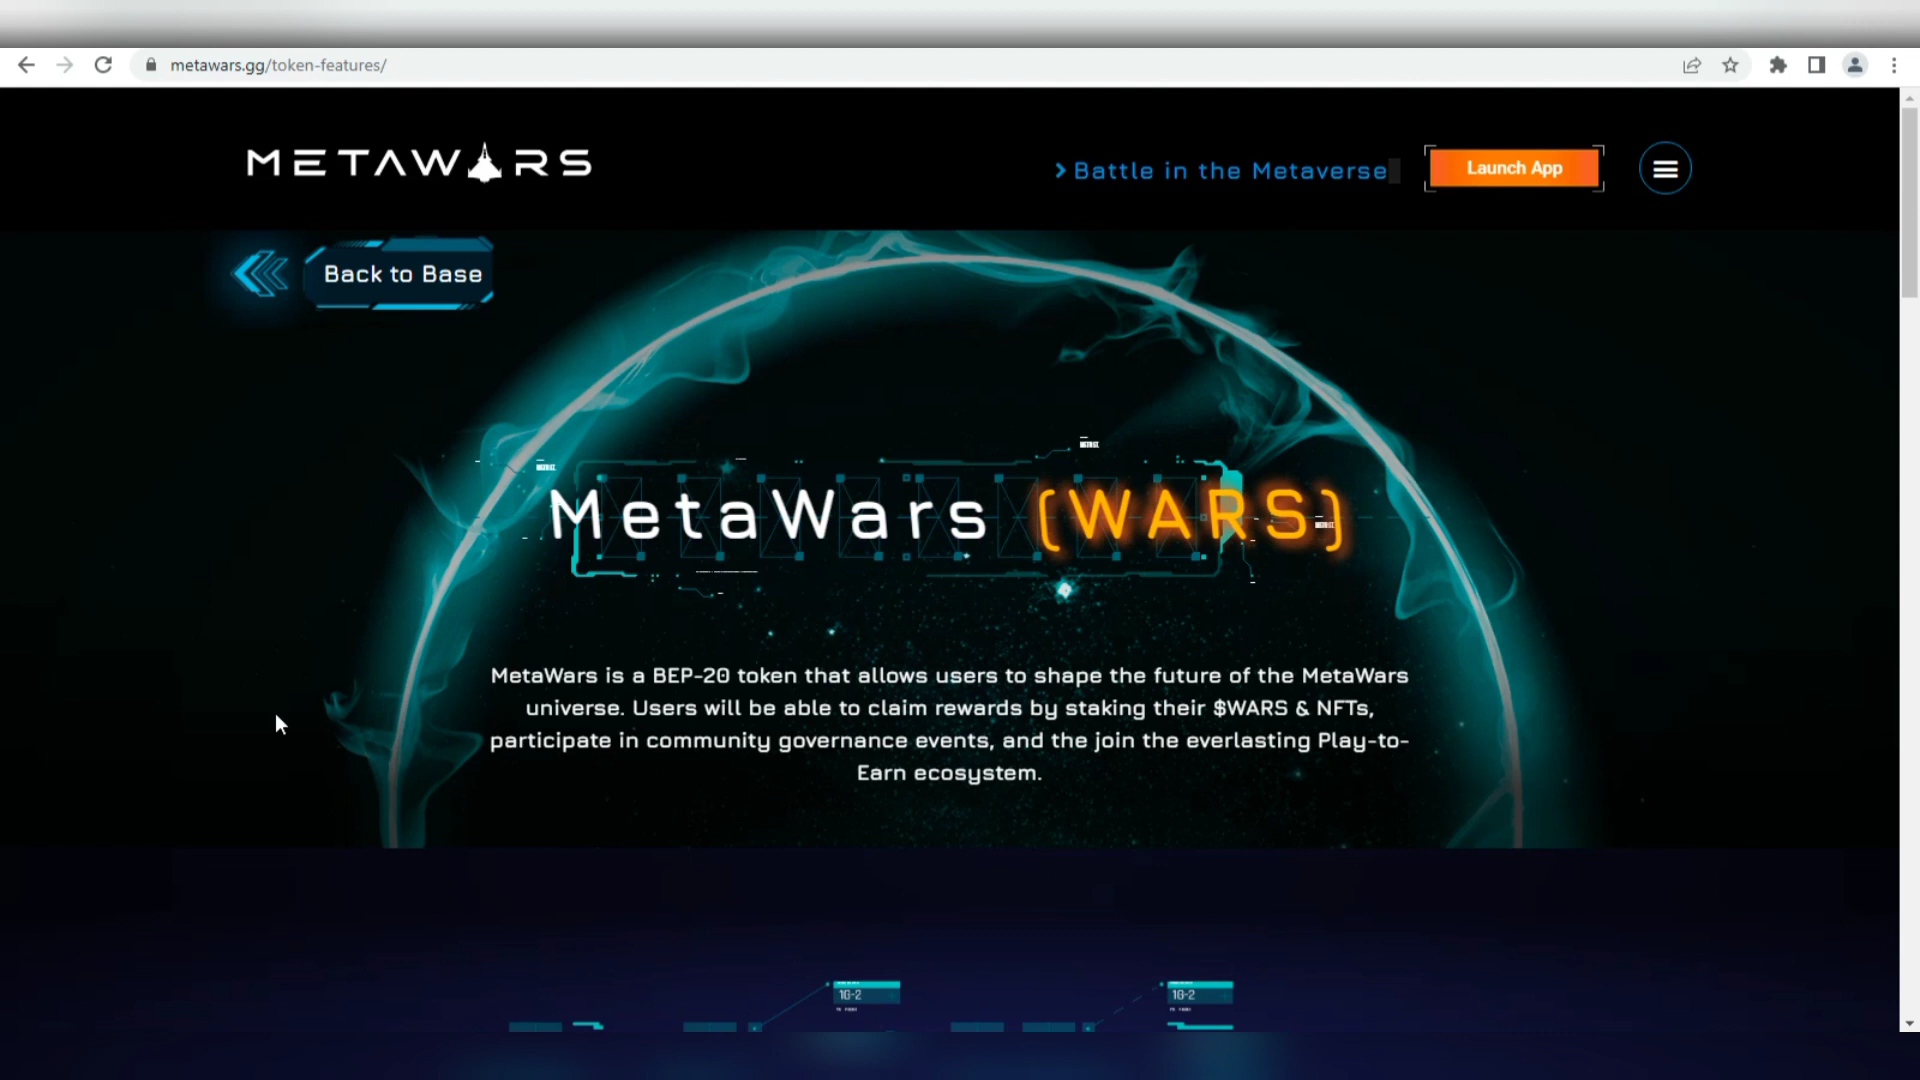 metawars.gg/token-features/
METAWARS
Battle in the Metaverse
Launch App
Back to Base
MetaWars (WARS)
MetaWars is a BEP-20 token that allows users to shape the future of the MetaWars
universe. Users will be able to claim rewards by staking their $WARS & NFTs,
participate in community governance events, and the join the everlasting Play-to-
Earn ecosystem.
1G-2
1G-2